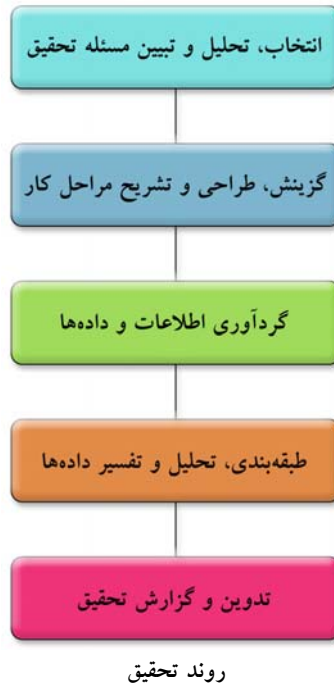 انتخاب، تحلیل و تبیین مسئله تحقیق
گزینش، طراحی و تشریح مراحل کار
گردآوری اطلاعات و داده‌ها
طبقه‌بندی، تحلیل و تفسیر داده‌ها
تدوین و گزارش تحقیق
روند تحقیق